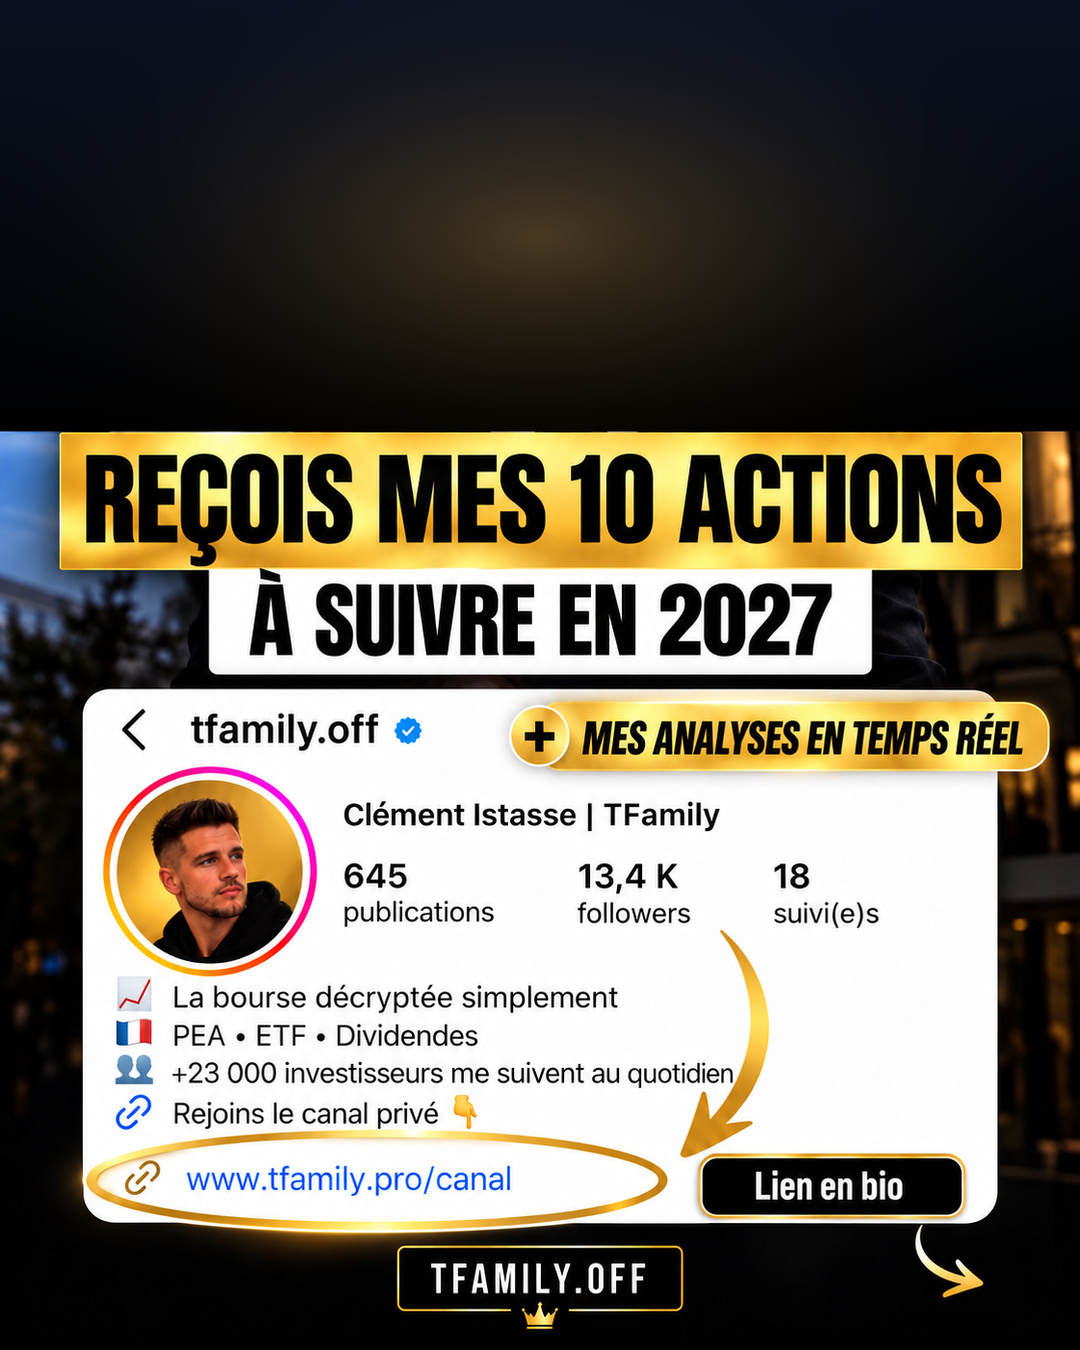 REÇOIS MES 10 ACTIONS
À SUIVRE EN 2027
tfamily.off
+ MES ANALYSES EN TEMPS RÉEL
Clément Istasse | TFamily
645 13,4 K 18
publications followers suivi(e)s
📈 La bourse décryptée simplement
🇫🇷 PEA • ETF • Dividendes
👥 +23 000 investisseurs me suivent au quotidien
🔗 Rejoins le canal privé 👇
www.tfamily.pro/canal
Lien en bio
TFAMILY.OFF